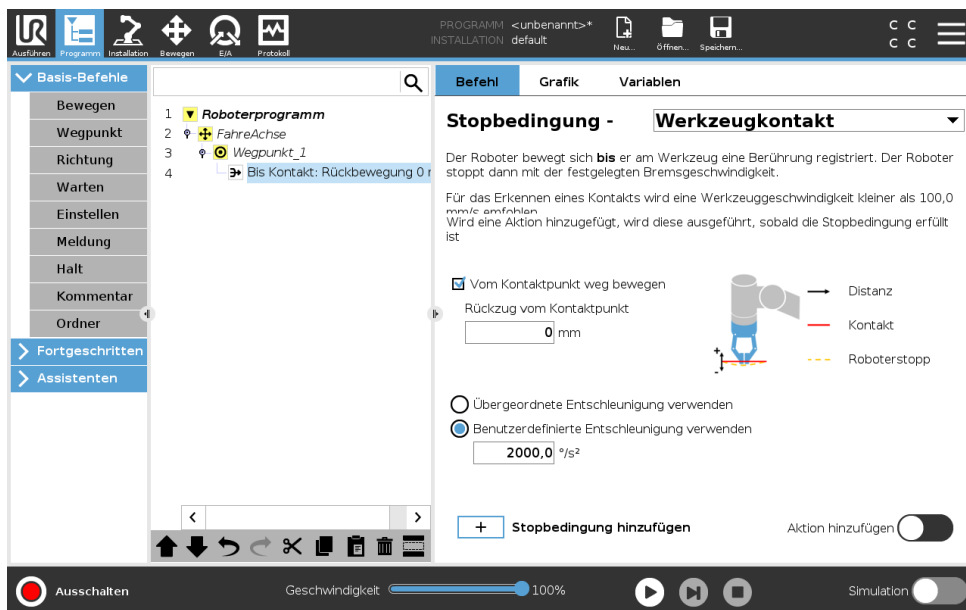 PROGRAMM <unbenannt>*
INSTALLATION default
Ausführen Programm Installation Bewegen E/A Protokoll
Neu... Öffnen... Speichern...
C C
C C
Basis-Befehle
Bewegen
Wegpunkt
Richtung
Warten
Einstellen
Meldung
Halt
Kommentar
Ordner
Fortgeschritten
Assistenten
1 Roboterprogramm
2 FahreAchse
3 Wegpunkt_1
4 Bis Kontakt: Rückbewegung 0 r
Befehl Grafik Variablen
Stopbedingung - Werkzeugkontakt
Der Roboter bewegt sich bis er am Werkzeug eine Berührung registriert. Der Roboter
stoppt dann mit der festgelegten Bremsgeschwindigkeit.
Für das Erkennen eines Kontakts wird eine Werkzeuggeschwindigkeit kleiner als 100,0
mm/s empfohlen
Wird eine Aktion hinzugefügt, wird diese ausgeführt, sobald die Stopbedingung erfüllt
ist
Vom Kontaktpunkt weg bewegen
Rückzug vom Kontaktpunkt
0 mm
Distanz
Kontakt
Roboterstopp
Übergeordnete Entschleunigung verwenden
Benutzerdefinierte Entschleunigung verwenden
2000,0 °/s²
+ Stopbedingung hinzufügen
Aktion hinzufügen
Ausschalten
Geschwindigkeit 100%
Simulation